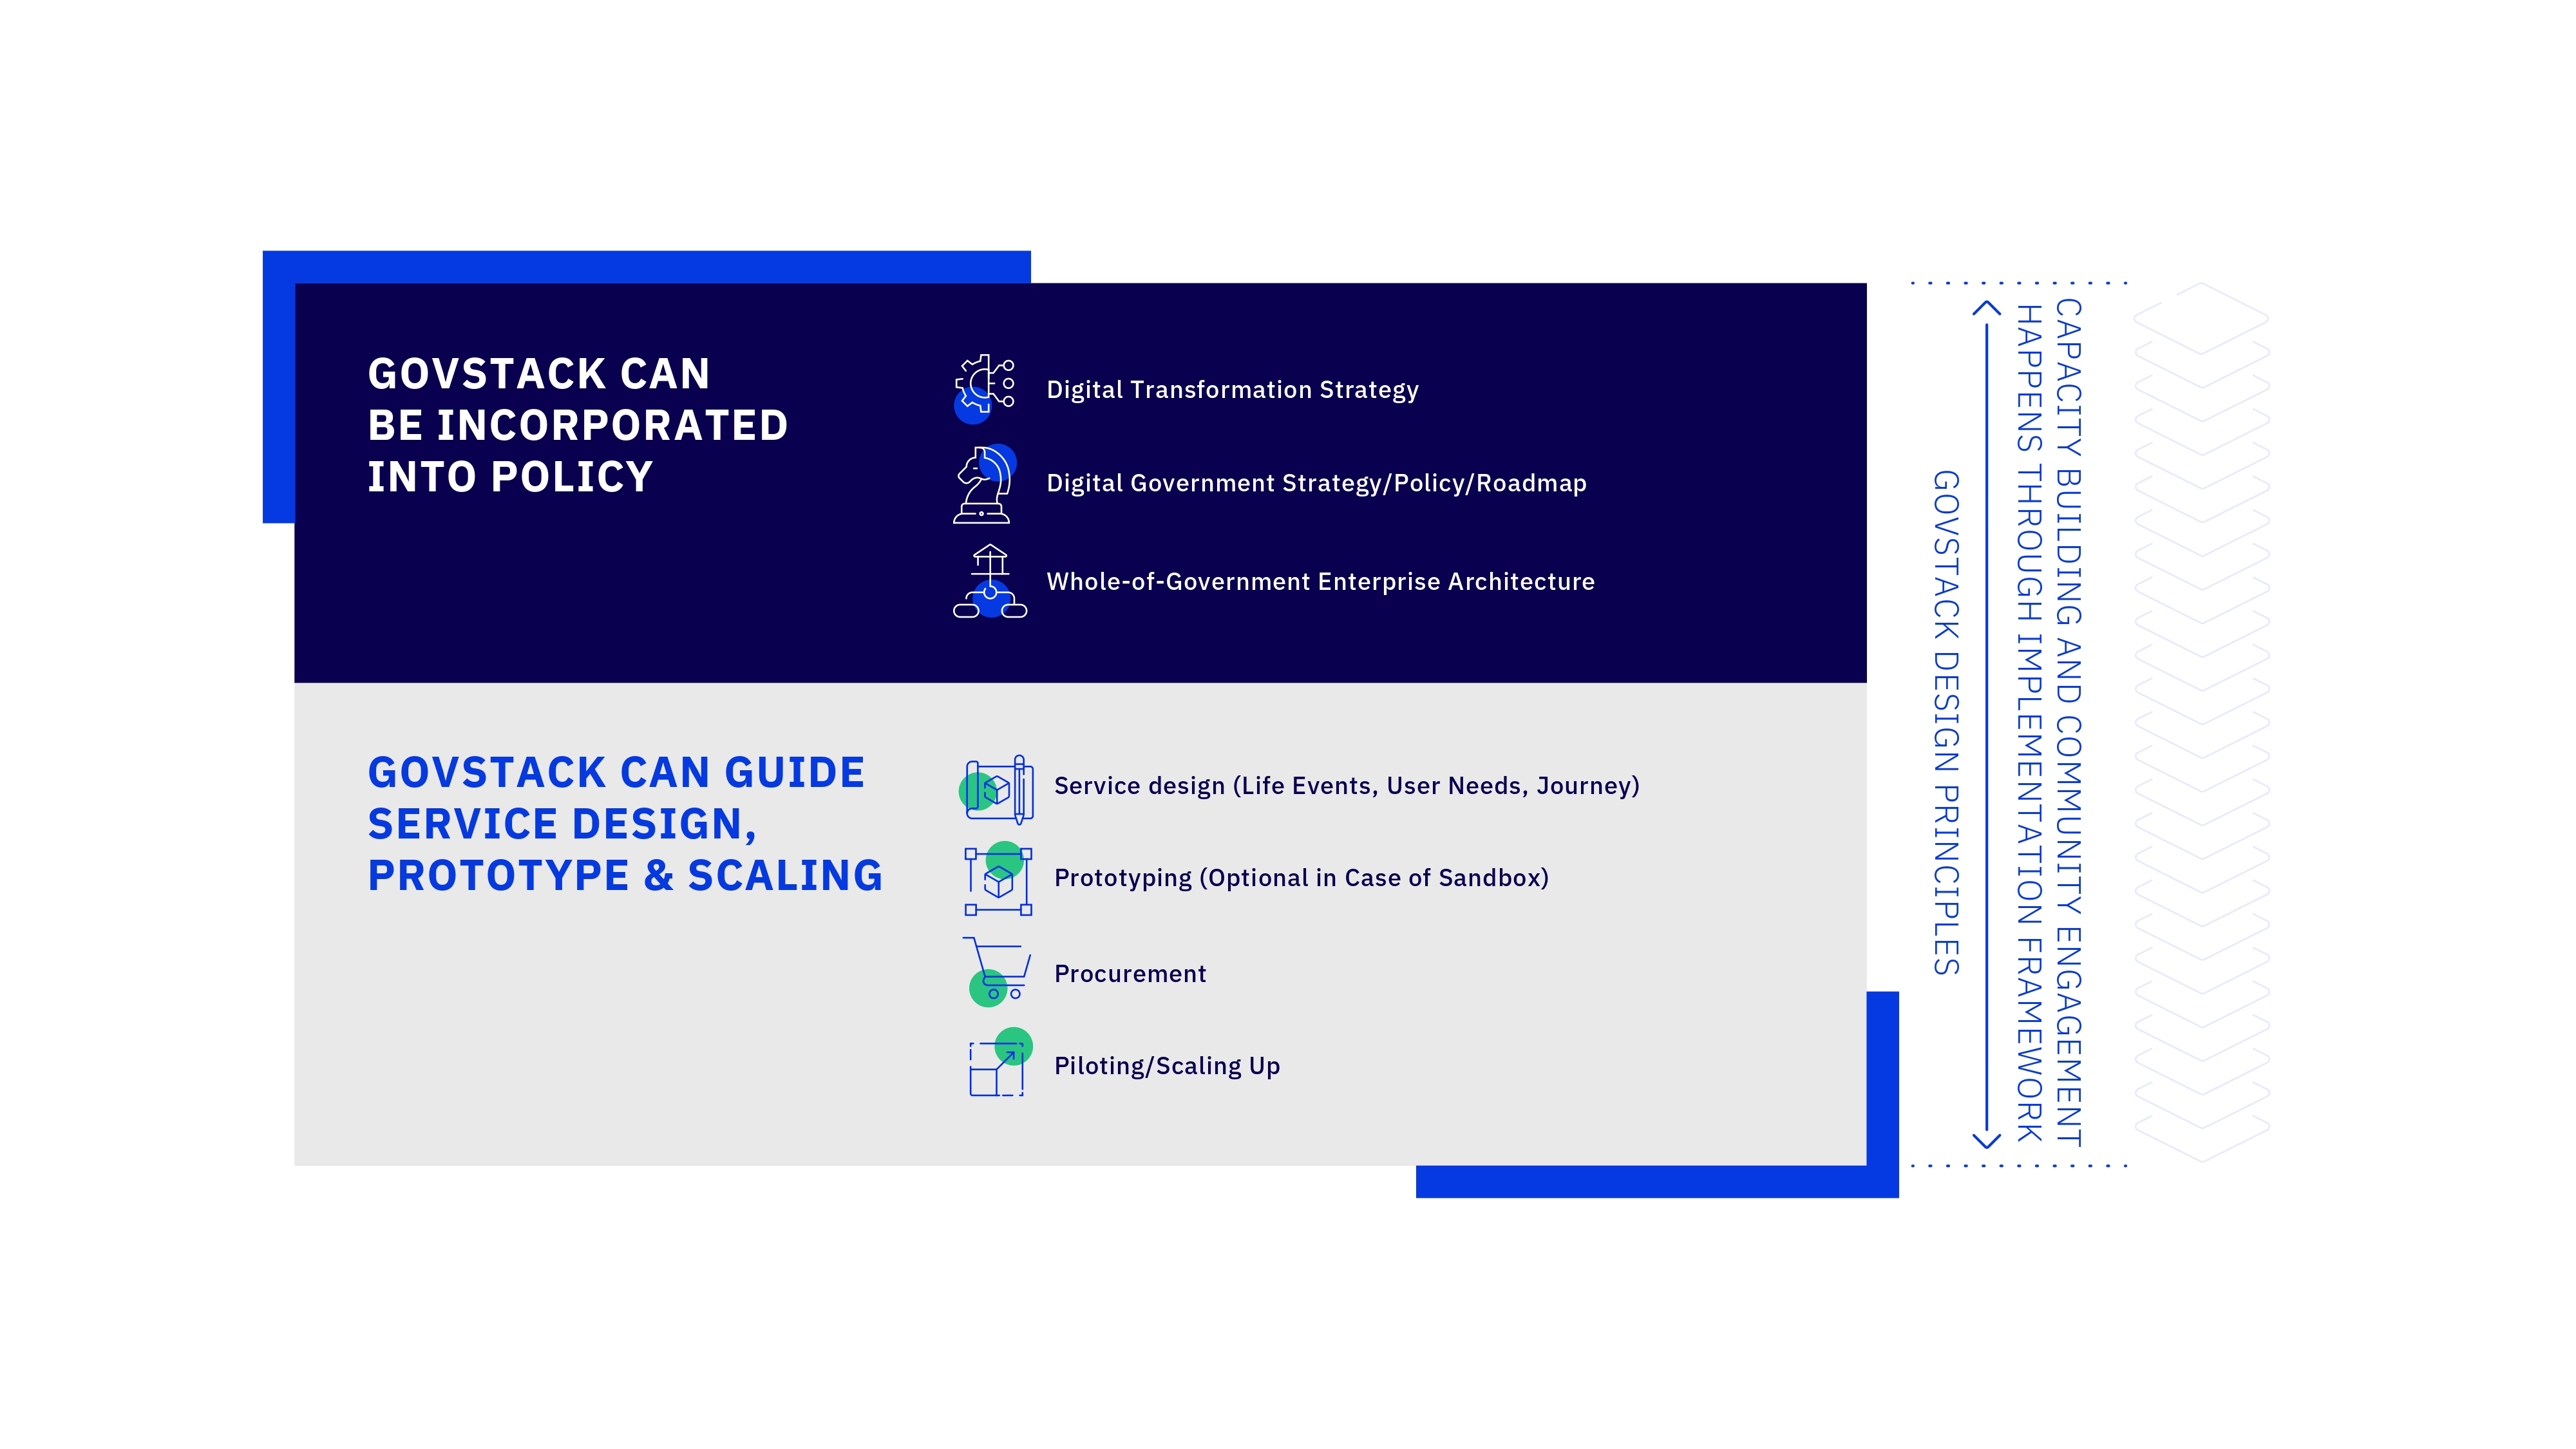 GOVSTACK CAN
BE INCORPORATED
INTO POLICY
Digital Transformation Strategy
Digital Government Strategy/Policy/Roadmap
Whole-of-Government Enterprise Architecture
GOVSTACK CAN GUIDE
SERVICE DESIGN,
PROTOTYPE & SCALING
Service design (Life Events, User Needs, Journey)
Prototyping (Optional in Case of Sandbox)
Procurement
Piloting/Scaling Up
GOVSTACK DESIGN PRINCIPLES
CAPACITY BUILDING AND COMMUNITY ENGAGEMENT
HAPPENS THROUGH IMPLEMENTATION FRAMEWORK